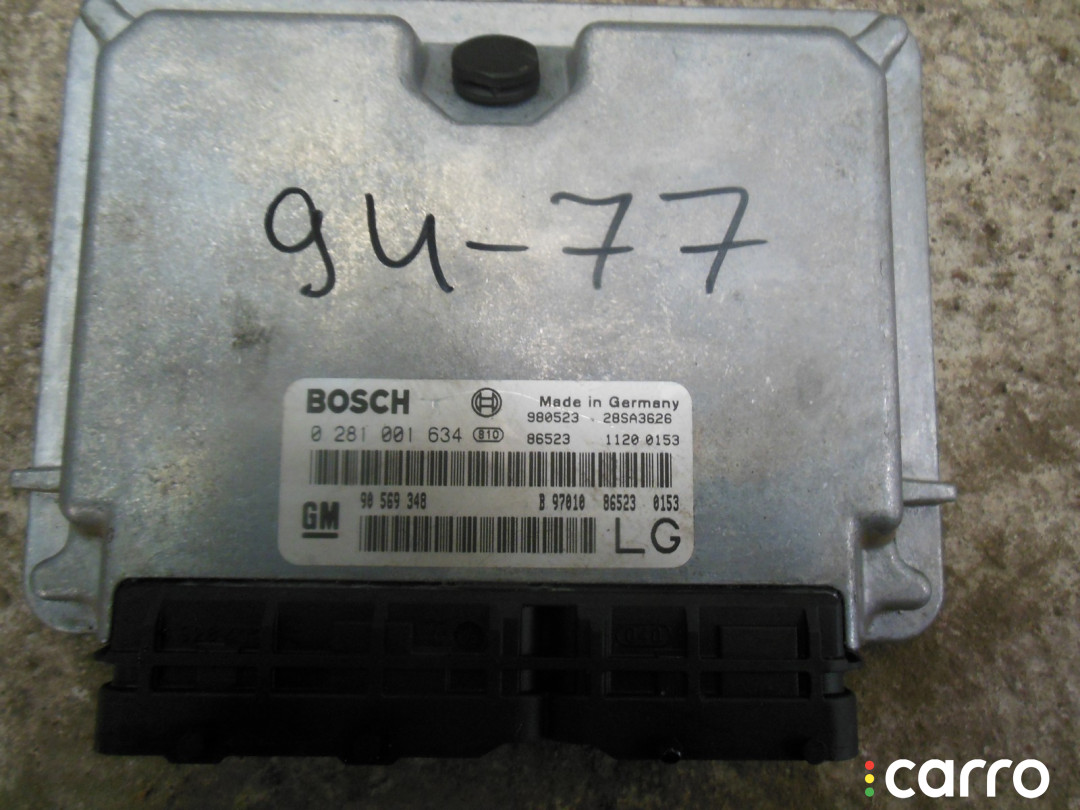 94-77
BOSCH Made in Germany
980523 28SA3626
0 281 001 634 810 86523 1120 0153
90 569 348 B 97010 86523 0153
GM LG
carro